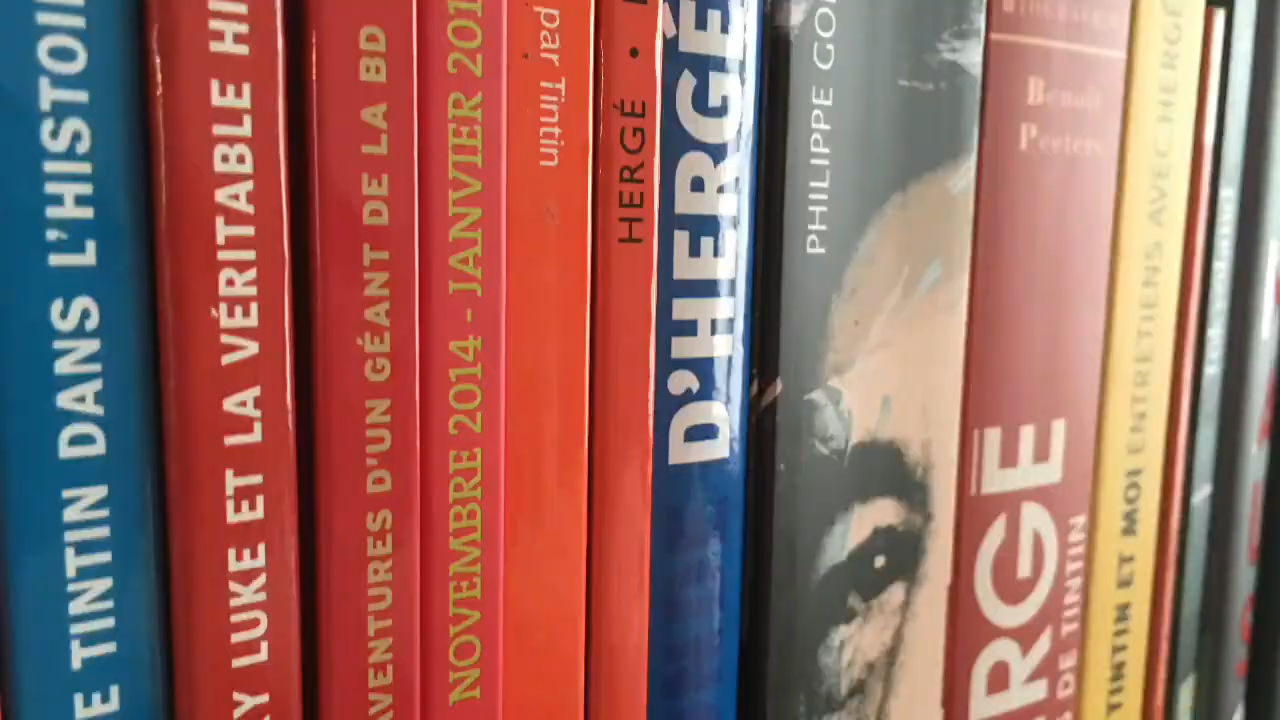 E TINTIN DANS L'HISTOI
Y LUKE ET LA VÉRITABLE HI
AVENTURES D'UN GÉANT DE LA BD
NOVEMBRE 2014 - JANVIER 201
par Tintin
HERGÉ •
D'HERGÉ
PHILIPPE GO
Benoît
Peeters
RGÉ
DE TINTIN
TINTIN ET MOI ENTRETIENS AVEC HERGÉ